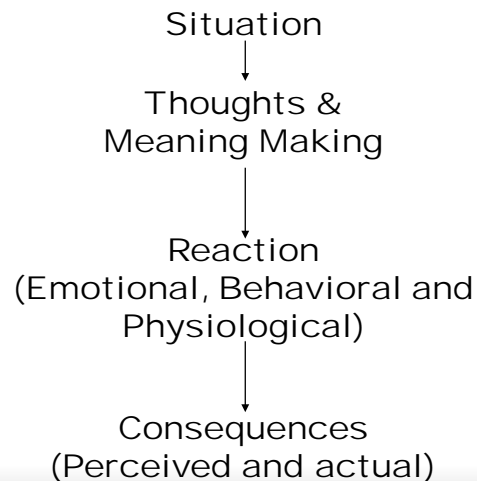 Situation
Thoughts &
Meaning Making
Reaction
(Emotional, Behavioral and
Physiological)
Consequences
(Perceived and actual)